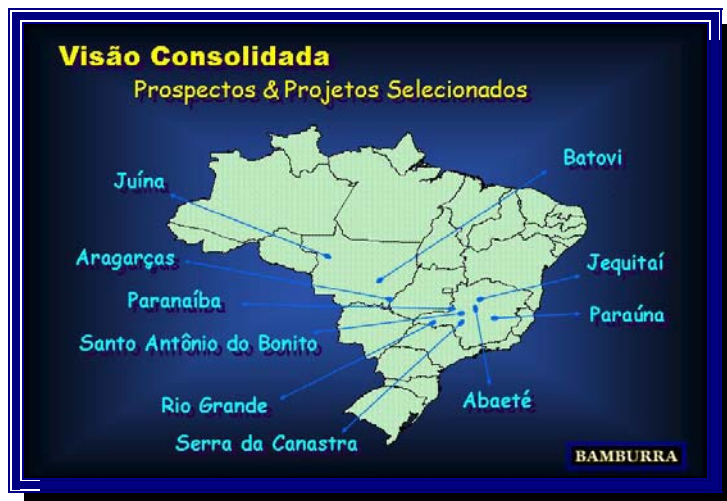 Visão Consolidada
Prospectos & Projetos Selecionados
Batovi
Juína
Aragarças
Jequitaí
Paranaíba
Paraúna
Santo Antônio do Bonito
Rio Grande
Abaeté
Serra da Canastra
BAMBURRA